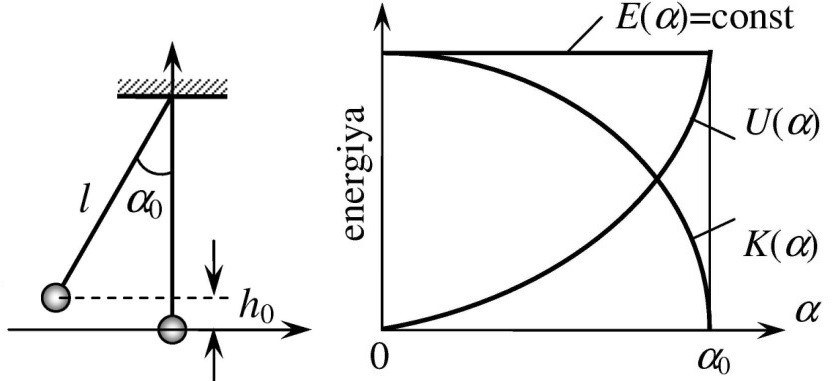 l
α₀
h₀
energiya
E(α)=const
U(α)
K(α)
α
0
α₀